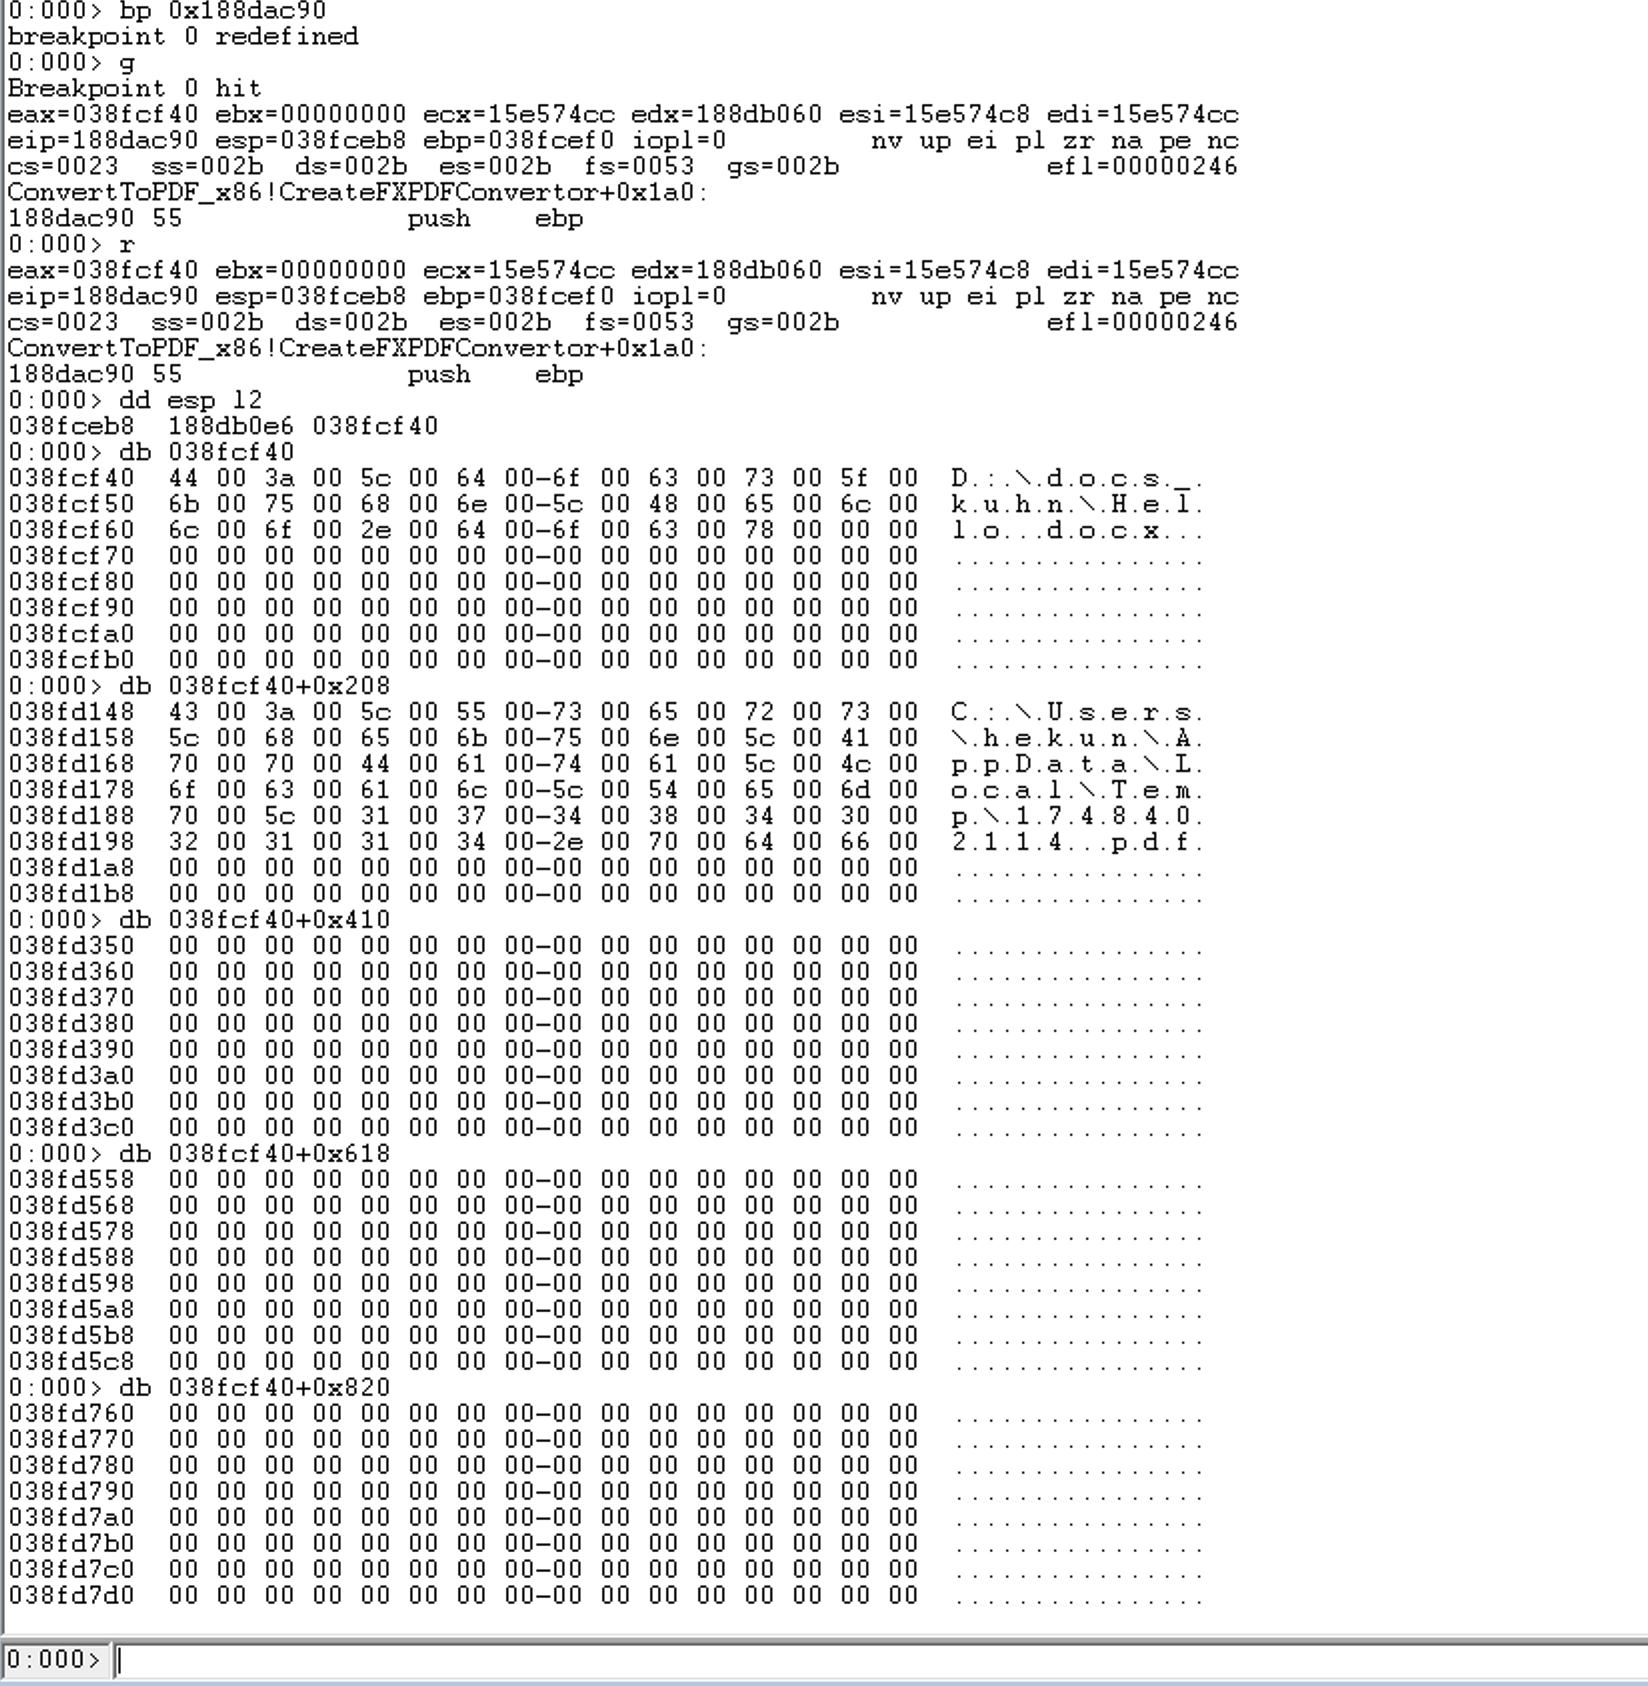 0:000> bp 0x188dac90
breakpoint 0 redefined
0:000> g
Breakpoint 0 hit
eax=038fcf40 ebx=00000000 ecx=15e574cc edx=188db060 esi=15e574c8 edi=15e574cc
eip=188dac90 esp=038fceb8 ebp=038fcef0 iopl=0         nv up ei pl zr na pe nc
cs=0023  ss=002b  ds=002b  es=002b  fs=0053  gs=002b             efl=00000246
ConvertToPDF_x86!CreateFXPDFConvertor+0x1a0:
188dac90 55              push    ebp
0:000> r
eax=038fcf40 ebx=00000000 ecx=15e574cc edx=188db060 esi=15e574c8 edi=15e574cc
eip=188dac90 esp=038fceb8 ebp=038fcef0 iopl=0         nv up ei pl zr na pe nc
cs=0023  ss=002b  ds=002b  es=002b  fs=0053  gs=002b             efl=00000246
ConvertToPDF_x86!CreateFXPDFConvertor+0x1a0:
188dac90 55              push    ebp
0:000> dd esp l2
038fceb8  188db0e6 038fcf40
0:000> db 038fcf40
038fcf40  44 00 3a 00 5c 00 64 00-6f 00 63 00 73 00 5f 00  D.:.\.d.o.c.s._.
038fcf50  6b 00 75 00 68 00 6e 00-5c 00 48 00 65 00 6c 00  k.u.h.n.\.H.e.l.
038fcf60  6c 00 6f 00 2e 00 64 00-6f 00 63 00 78 00 00 00  l.o...d.o.c.x...
038fcf70  00 00 00 00 00 00 00 00-00 00 00 00 00 00 00 00  ................
038fcf80  00 00 00 00 00 00 00 00-00 00 00 00 00 00 00 00  ................
038fcf90  00 00 00 00 00 00 00 00-00 00 00 00 00 00 00 00  ................
038fcfa0  00 00 00 00 00 00 00 00-00 00 00 00 00 00 00 00  ................
038fcfb0  00 00 00 00 00 00 00 00-00 00 00 00 00 00 00 00  ................
0:000> db 038fcf40+0x208
038fd148  43 00 3a 00 5c 00 55 00-73 00 65 00 72 00 73 00  C.:.\.U.s.e.r.s.
038fd158  5c 00 68 00 65 00 6b 00-75 00 6e 00 5c 00 41 00  \.h.e.k.u.n.\.A.
038fd168  70 00 70 00 44 00 61 00-74 00 61 00 5c 00 4c 00  p.p.D.a.t.a.\.L.
038fd178  6f 00 63 00 61 00 6c 00-5c 00 54 00 65 00 6d 00  o.c.a.l.\.T.e.m.
038fd188  70 00 5c 00 31 00 37 00-34 00 38 00 34 00 30 00  p.\.1.7.4.8.4.0.
038fd198  32 00 31 00 31 00 34 00-2e 00 70 00 64 00 66 00  2.1.1.4...p.d.f.
038fd1a8  00 00 00 00 00 00 00 00-00 00 00 00 00 00 00 00  ................
038fd1b8  00 00 00 00 00 00 00 00-00 00 00 00 00 00 00 00  ................
0:000> db 038fcf40+0x410
038fd350  00 00 00 00 00 00 00 00-00 00 00 00 00 00 00 00  ................
038fd360  00 00 00 00 00 00 00 00-00 00 00 00 00 00 00 00  ................
038fd370  00 00 00 00 00 00 00 00-00 00 00 00 00 00 00 00  ................
038fd380  00 00 00 00 00 00 00 00-00 00 00 00 00 00 00 00  ................
038fd390  00 00 00 00 00 00 00 00-00 00 00 00 00 00 00 00  ................
038fd3a0  00 00 00 00 00 00 00 00-00 00 00 00 00 00 00 00  ................
038fd3b0  00 00 00 00 00 00 00 00-00 00 00 00 00 00 00 00  ................
038fd3c0  00 00 00 00 00 00 00 00-00 00 00 00 00 00 00 00  ................
0:000> db 038fcf40+0x618
038fd558  00 00 00 00 00 00 00 00-00 00 00 00 00 00 00 00  ................
038fd568  00 00 00 00 00 00 00 00-00 00 00 00 00 00 00 00  ................
038fd578  00 00 00 00 00 00 00 00-00 00 00 00 00 00 00 00  ................
038fd588  00 00 00 00 00 00 00 00-00 00 00 00 00 00 00 00  ................
038fd598  00 00 00 00 00 00 00 00-00 00 00 00 00 00 00 00  ................
038fd5a8  00 00 00 00 00 00 00 00-00 00 00 00 00 00 00 00  ................
038fd5b8  00 00 00 00 00 00 00 00-00 00 00 00 00 00 00 00  ................
038fd5c8  00 00 00 00 00 00 00 00-00 00 00 00 00 00 00 00  ................
0:000> db 038fcf40+0x820
038fd760  00 00 00 00 00 00 00 00-00 00 00 00 00 00 00 00  ................
038fd770  00 00 00 00 00 00 00 00-00 00 00 00 00 00 00 00  ................
038fd780  00 00 00 00 00 00 00 00-00 00 00 00 00 00 00 00  ................
038fd790  00 00 00 00 00 00 00 00-00 00 00 00 00 00 00 00  ................
038fd7a0  00 00 00 00 00 00 00 00-00 00 00 00 00 00 00 00  ................
038fd7b0  00 00 00 00 00 00 00 00-00 00 00 00 00 00 00 00  ................
038fd7c0  00 00 00 00 00 00 00 00-00 00 00 00 00 00 00 00  ................
038fd7d0  00 00 00 00 00 00 00 00-00 00 00 00 00 00 00 00  ................
0:000>